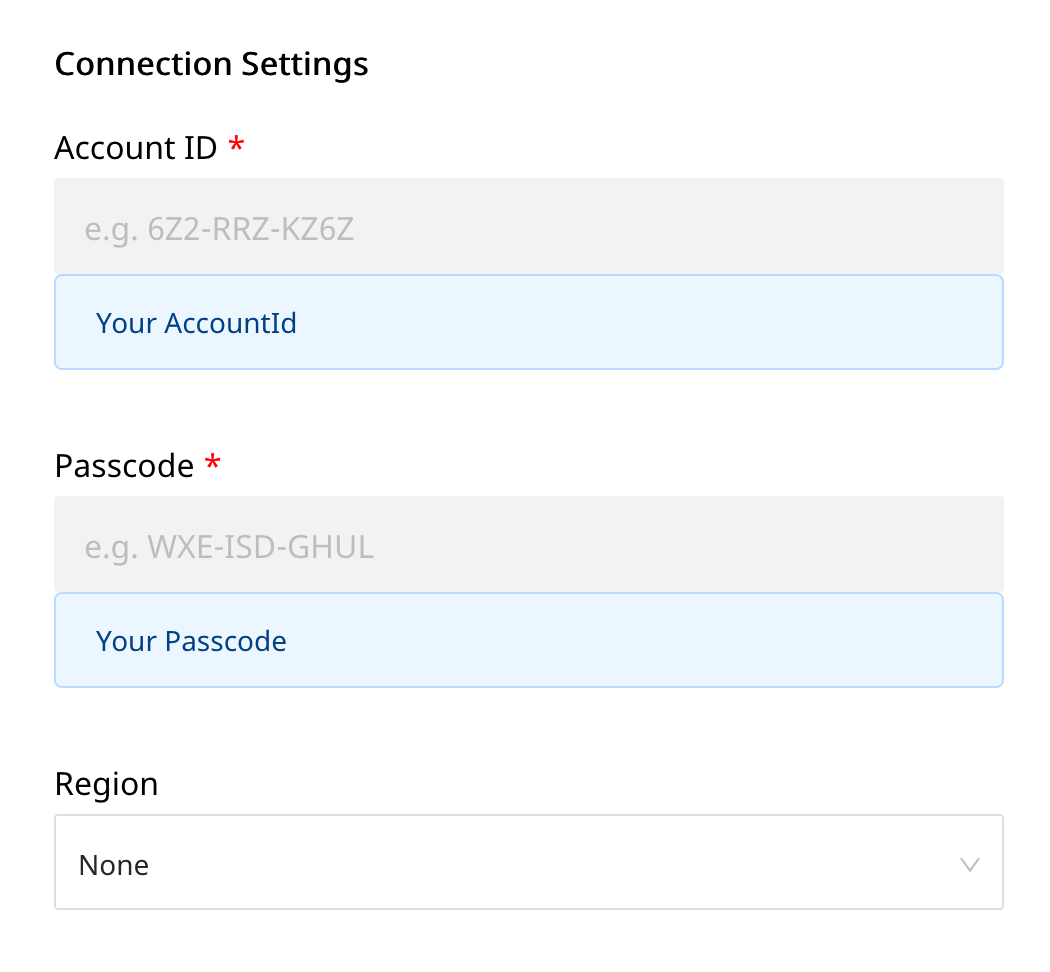 Connection Settings
Account ID *
e.g. 6Z2-RRZ-KZ6Z
Your AccountId
Passcode *
e.g. WXE-ISD-GHUL
Your Passcode
Region
None